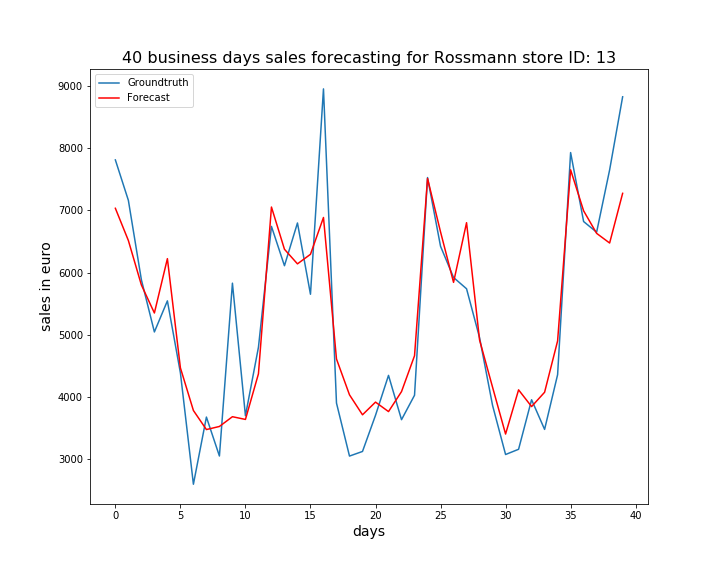 40 business days sales forecasting for Rossmann store ID: 13
Groundtruth
Forecast
9000
8000
7000
6000
5000
4000
3000
sales in euro
0 5 10 15 20 25 30 35 40
days